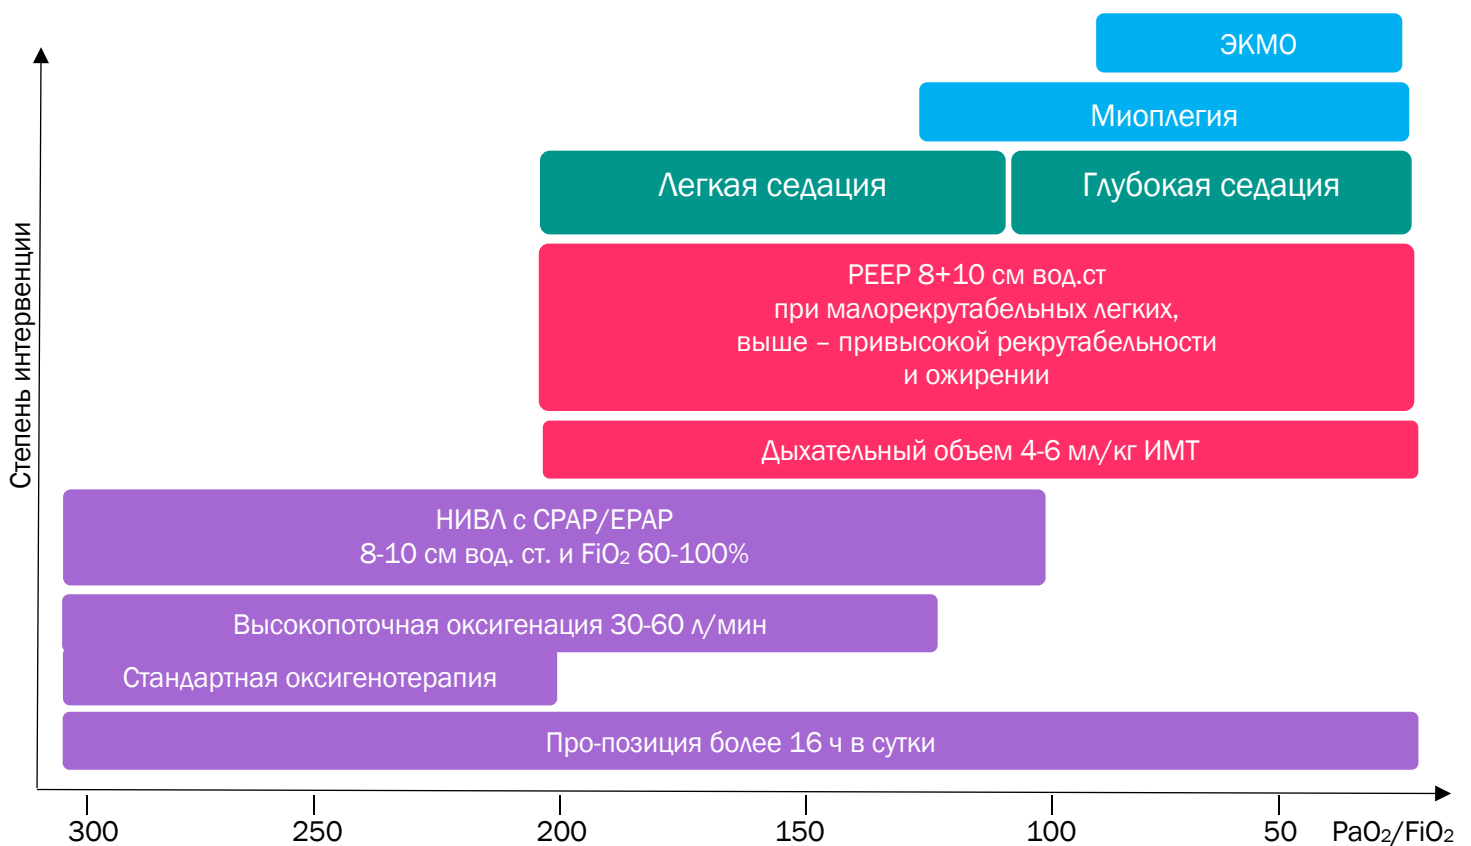 ЭКМО
Миоплегия
Легкая седация
Глубокая седация
PEEP 8+10 см вод.ст
при малорекрутабельных легких,
выше – привысокой рекрутабельности
и ожирении
Дыхательный объем 4-6 мл/кг ИМТ
НИВЛ с CPAP/EPAP
8-10 см вод. ст. и FiO₂ 60-100%
Высокопоточная оксигенация 30-60 л/мин
Стандартная оксигенотерапия
Про-позиция более 16 ч в сутки
Степень интервенции
300 250 200 150 100 50 PaO₂/FiO₂